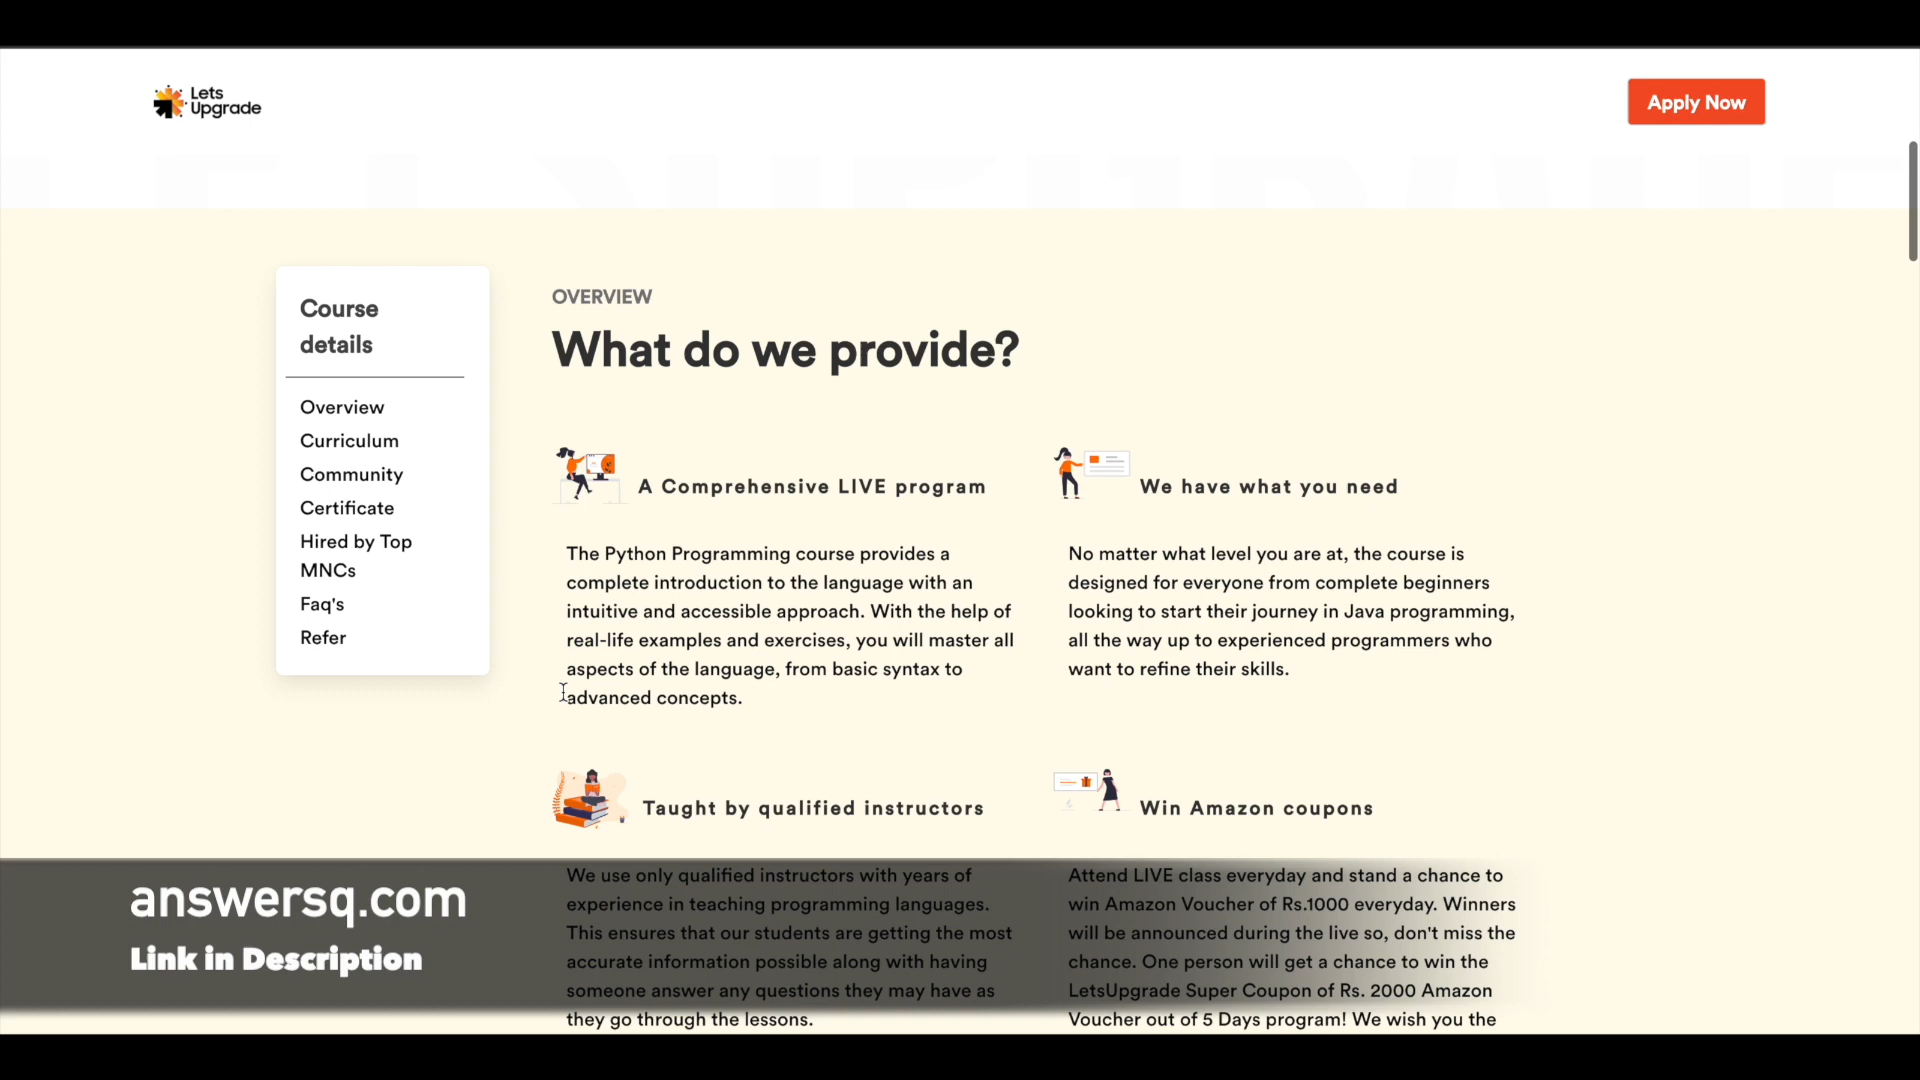 Lets
Upgrade
Apply Now
Course
details
Overview
Curriculum
Community
Certificate
Hired by Top
MNCs
Faq's
Refer
OVERVIEW
What do we provide?
A Comprehensive LIVE program
The Python Programming course provides a
complete introduction to the language with an
intuitive and accessible approach. With the help of
real-life examples and exercises, you will master all
aspects of the language, from basic syntax to
advanced concepts.
We have what you need
No matter what level you are at, the course is
designed for everyone from complete beginners
looking to start their journey in Java programming,
all the way up to experienced programmers who
want to refine their skills.
Taught by qualified instructors
We use only qualified instructors with years of
experience in teaching programming languages.
This ensures that our students are getting the most
accurate information possible along with having
someone answer any questions they may have as
they go through the lessons.
Win Amazon coupons
Attend LIVE class everyday and stand a chance to
win Amazon Voucher of Rs.1000 everyday. Winners
will be announced during the live so, don't miss the
chance. One person will get a chance to win the
LetsUpgrade Super Coupon of Rs. 2000 Amazon
Voucher out of 5 Days program! We wish you the
answersq.com
Link in Description